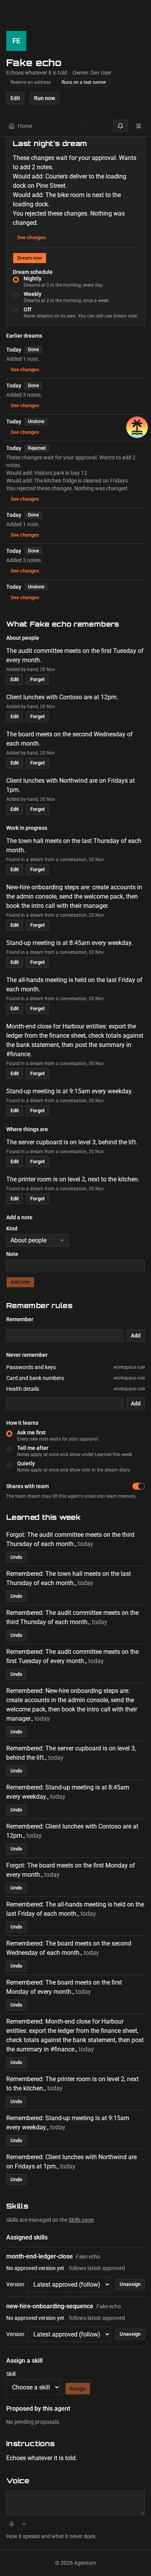 FE
Fake echo
Echoes whatever it is told. · Owner: Dev User
Reserve an address
Runs on a test runner
Edit
Run now
Home
Last night's dream
These changes wait for your approval. Wants
to add 2 notes.
Would add: Couriers deliver through the loading
dock on Pine Street.
Would add: The bike room is next to the
loading dock.
You rejected these changes. Nothing was
changed.
See changes
Dream now
Dream schedule
Nightly
Dreams at 2 in the morning, every day.
Weekly
Dreams at 2 in the morning, once a week.
Off
Never dreams on its own. You can still use Dream now.
Earlier dreams
Today Done
Added 1 note.
See changes
Today Done
Added 3 notes.
See changes
Today Undone
See changes
Today Rejected
These changes wait for your approval. Wants to add 2
notes.
Would add: Visitors park in bay 12.
Would add: The kitchen fridge is cleaned on Fridays.
You rejected these changes. Nothing was changed.
See changes
Today Done
Added 1 note.
See changes
Today Done
Added 3 notes.
See changes
Today Undone
See changes
What Fake echo remembers
About people
The audit committee meets on the first Tuesday of
every month.
Added by hand, 20 Nov
Edit Forget
Client lunches with Contoso are at 12pm.
Added by hand, 20 Nov
Edit Forget
The board meets on the second Wednesday of
each month.
Added by hand, 20 Nov
Edit Forget
Client lunches with Northwind are on Fridays at
1pm.
Added by hand, 20 Nov
Edit Forget
Work in progress
The town hall meets on the last Thursday of each
month.
Found in a dream from a conversation, 20 Nov
Edit Forget
New-hire onboarding steps are: create accounts in
the admin console, send the welcome pack, then
book the intro call with their manager.
Found in a dream from a conversation, 20 Nov
Edit Forget
Stand-up meeting is at 8:45am every weekday.
Found in a dream from a conversation, 20 Nov
Edit Forget
The all-hands meeting is held on the last Friday of
each month.
Found in a dream from a conversation, 20 Nov
Edit Forget
Month-end close for Harbour entities: export the
ledger from the finance sheet, check totals against
the bank statement, then post the summary in
#finance.
Found in a dream from a conversation, 20 Nov
Edit Forget
Stand-up meeting is at 9:15am every weekday.
Found in a dream from a conversation, 20 Nov
Edit Forget
Where things are
The server cupboard is on level 3, behind the lift.
Found in a dream from a conversation, 20 Nov
Edit Forget
The printer room is on level 2, next to the kitchen.
Found in a dream from a conversation, 20 Nov
Edit Forget
Add a note
Kind
About people
Note
Add note
Remember rules
Remember
Add
Never remember
Passwords and keys workspace rule
Card and bank numbers workspace rule
Health details workspace rule
Add
How it learns
Ask me first
Every new note waits for your approval.
Tell me after
Notes apply at once and show under Learned this week.
Quietly
Notes apply at once and show only in the dream diary.
Shares with team
The team dream may lift this agent's notes into team memory.
Learned this week
Forgot: The audit committee meets on the third
Thursday of each month., today
Undo
Remembered: The town hall meets on the last
Thursday of each month., today
Undo
Remembered: The audit committee meets on the
third Thursday of each month., today
Undo
Remembered: The audit committee meets on the
first Tuesday of every month., today
Undo
Remembered: New-hire onboarding steps are:
create accounts in the admin console, send the
welcome pack, then book the intro call with their
manager., today
Undo
Remembered: The server cupboard is on level 3,
behind the lift., today
Undo
Remembered: Stand-up meeting is at 8:45am
every weekday., today
Undo
Remembered: Client lunches with Contoso are at
12pm., today
Undo
Forgot: The board meets on the first Monday of
every month., today
Undo
Remembered: The all-hands meeting is held on the
last Friday of each month., today
Undo
Remembered: The board meets on the second
Wednesday of each month., today
Undo
Remembered: The board meets on the first
Monday of every month., today
Undo
Remembered: Month-end close for Harbour
entities: export the ledger from the finance sheet,
check totals against the bank statement, then post
the summary in #finance., today
Undo
Remembered: The printer room is on level 2, next
to the kitchen., today
Undo
Remembered: Stand-up meeting is at 9:15am
every weekday., today
Undo
Remembered: Client lunches with Northwind are
on Fridays at 1pm., today
Undo
Skills
Skills are managed on the Skills page.
Assigned skills
month-end-ledger-close Fake echo
No approved version yet follows latest approved
Version Latest approved (follow) Unassign
new-hire-onboarding-sequence Fake echo
No approved version yet follows latest approved
Version Latest approved (follow) Unassign
Assign a skill
Skill
Choose a skill Assign
Proposed by this agent
No pending proposals.
Instructions
Echoes whatever it is told.
Voice
How it speaks and what it never does.
© 2026 Agentum